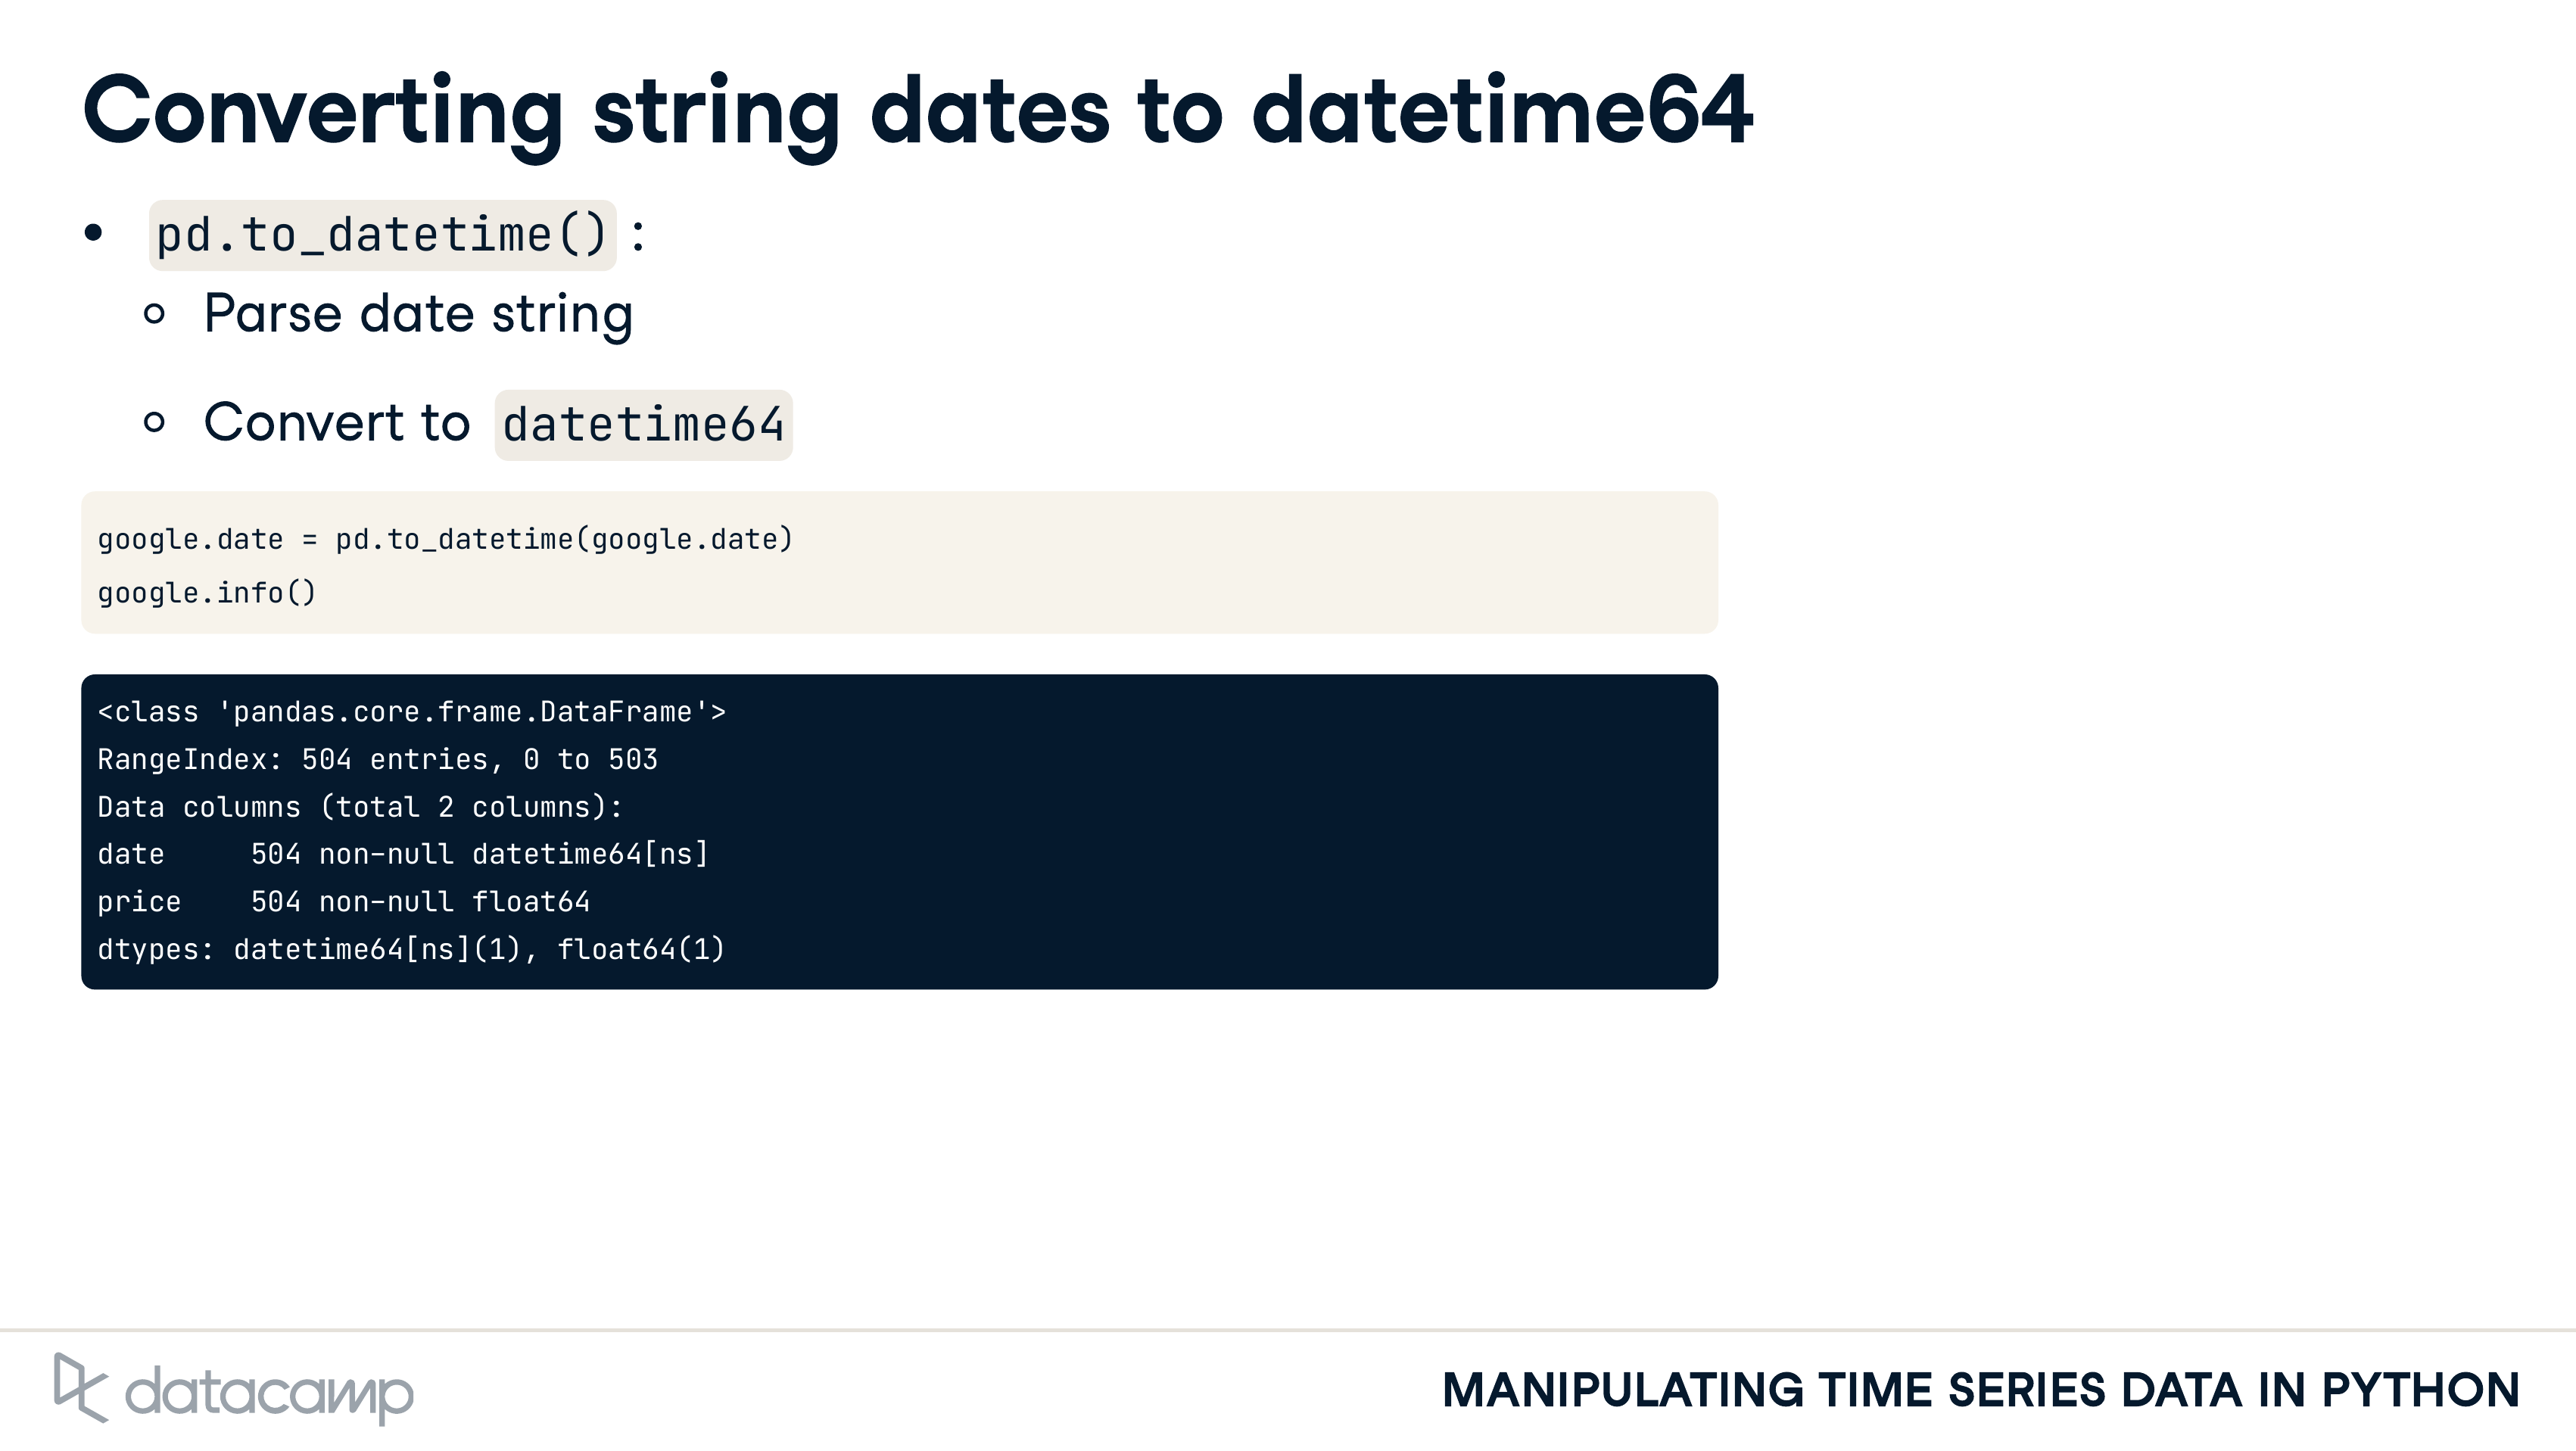 Converting string dates to datetime64
• pd.to_datetime() :
○ Parse date string
○ Convert to datetime64
google.date = pd.to_datetime(google.date)
google.info()
<class 'pandas.core.frame.DataFrame'>
RangeIndex: 504 entries, 0 to 503
Data columns (total 2 columns):
date     504 non-null datetime64[ns]
price    504 non-null float64
dtypes: datetime64[ns](1), float64(1)
datacamp
MANIPULATING TIME SERIES DATA IN PYTHON